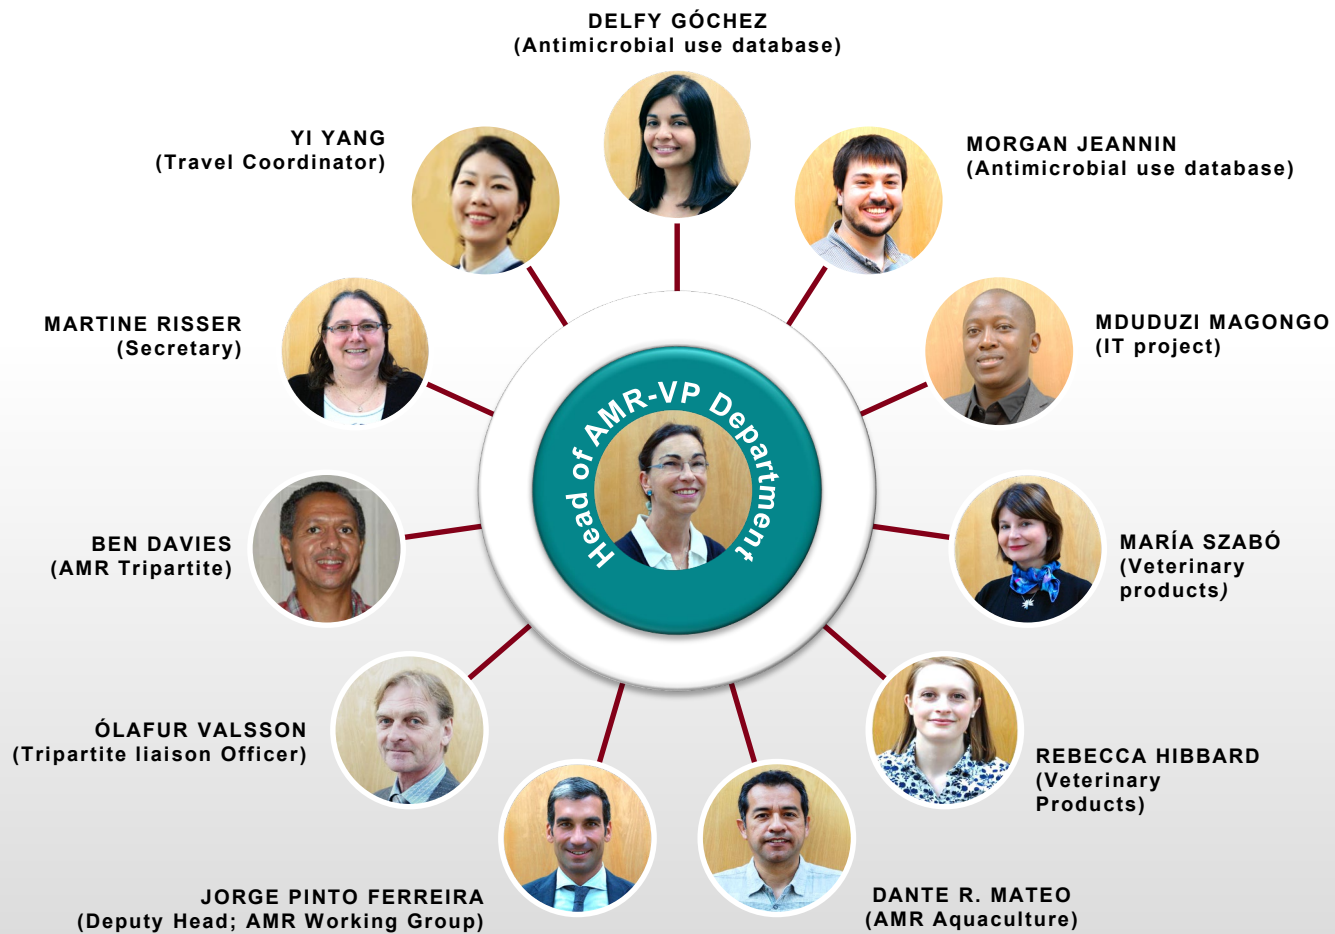 DELFY GÓCHEZ
(Antimicrobial use database)
YI YANG
(Travel Coordinator)
MORGAN JEANNIN
(Antimicrobial use database)
MARTINE RISSER
(Secretary)
MDUDUZI MAGONGO
(IT project)
Head of AMR-VP Department
BEN DAVIES
(AMR Tripartite)
MARÍA SZABÓ
(Veterinary
products)
ÓLAFUR VALSSON
(Tripartite liaison Officer)
REBECCA HIBBARD
(Veterinary
Products)
JORGE PINTO FERREIRA
(Deputy Head; AMR Working Group)
DANTE R. MATEO
(AMR Aquaculture)